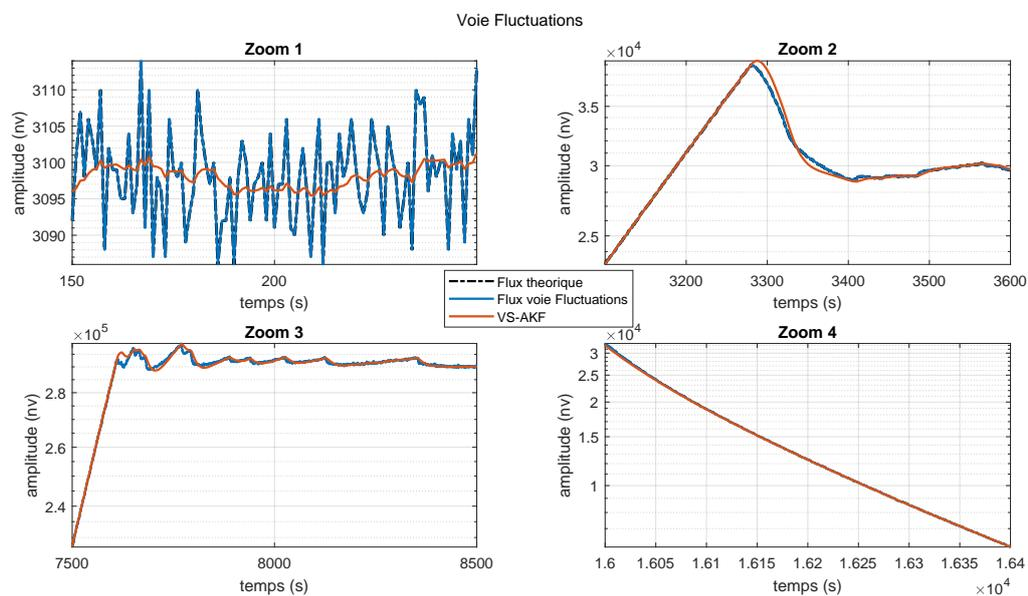 Voie Fluctuations
Zoom 1
amplitude (nv)
3110
3105
3100
3095
3090
150
200
250
temps (s)
Zoom 2
×10^4
amplitude (nv)
3.5
3
2.5
3200
3300
3400
3500
3600
temps (s)
Flux theorique
Flux voie Fluctuations
VS-AKF
Zoom 3
×10^5
amplitude (nv)
2.8
2.6
2.4
7500
8000
8500
temps (s)
Zoom 4
×10^4
amplitude (nv)
3
2.5
2
1.5
1
1.6
1.605
1.61
1.615
1.62
1.625
1.63
1.635
1.64
temps (s)
×10^4